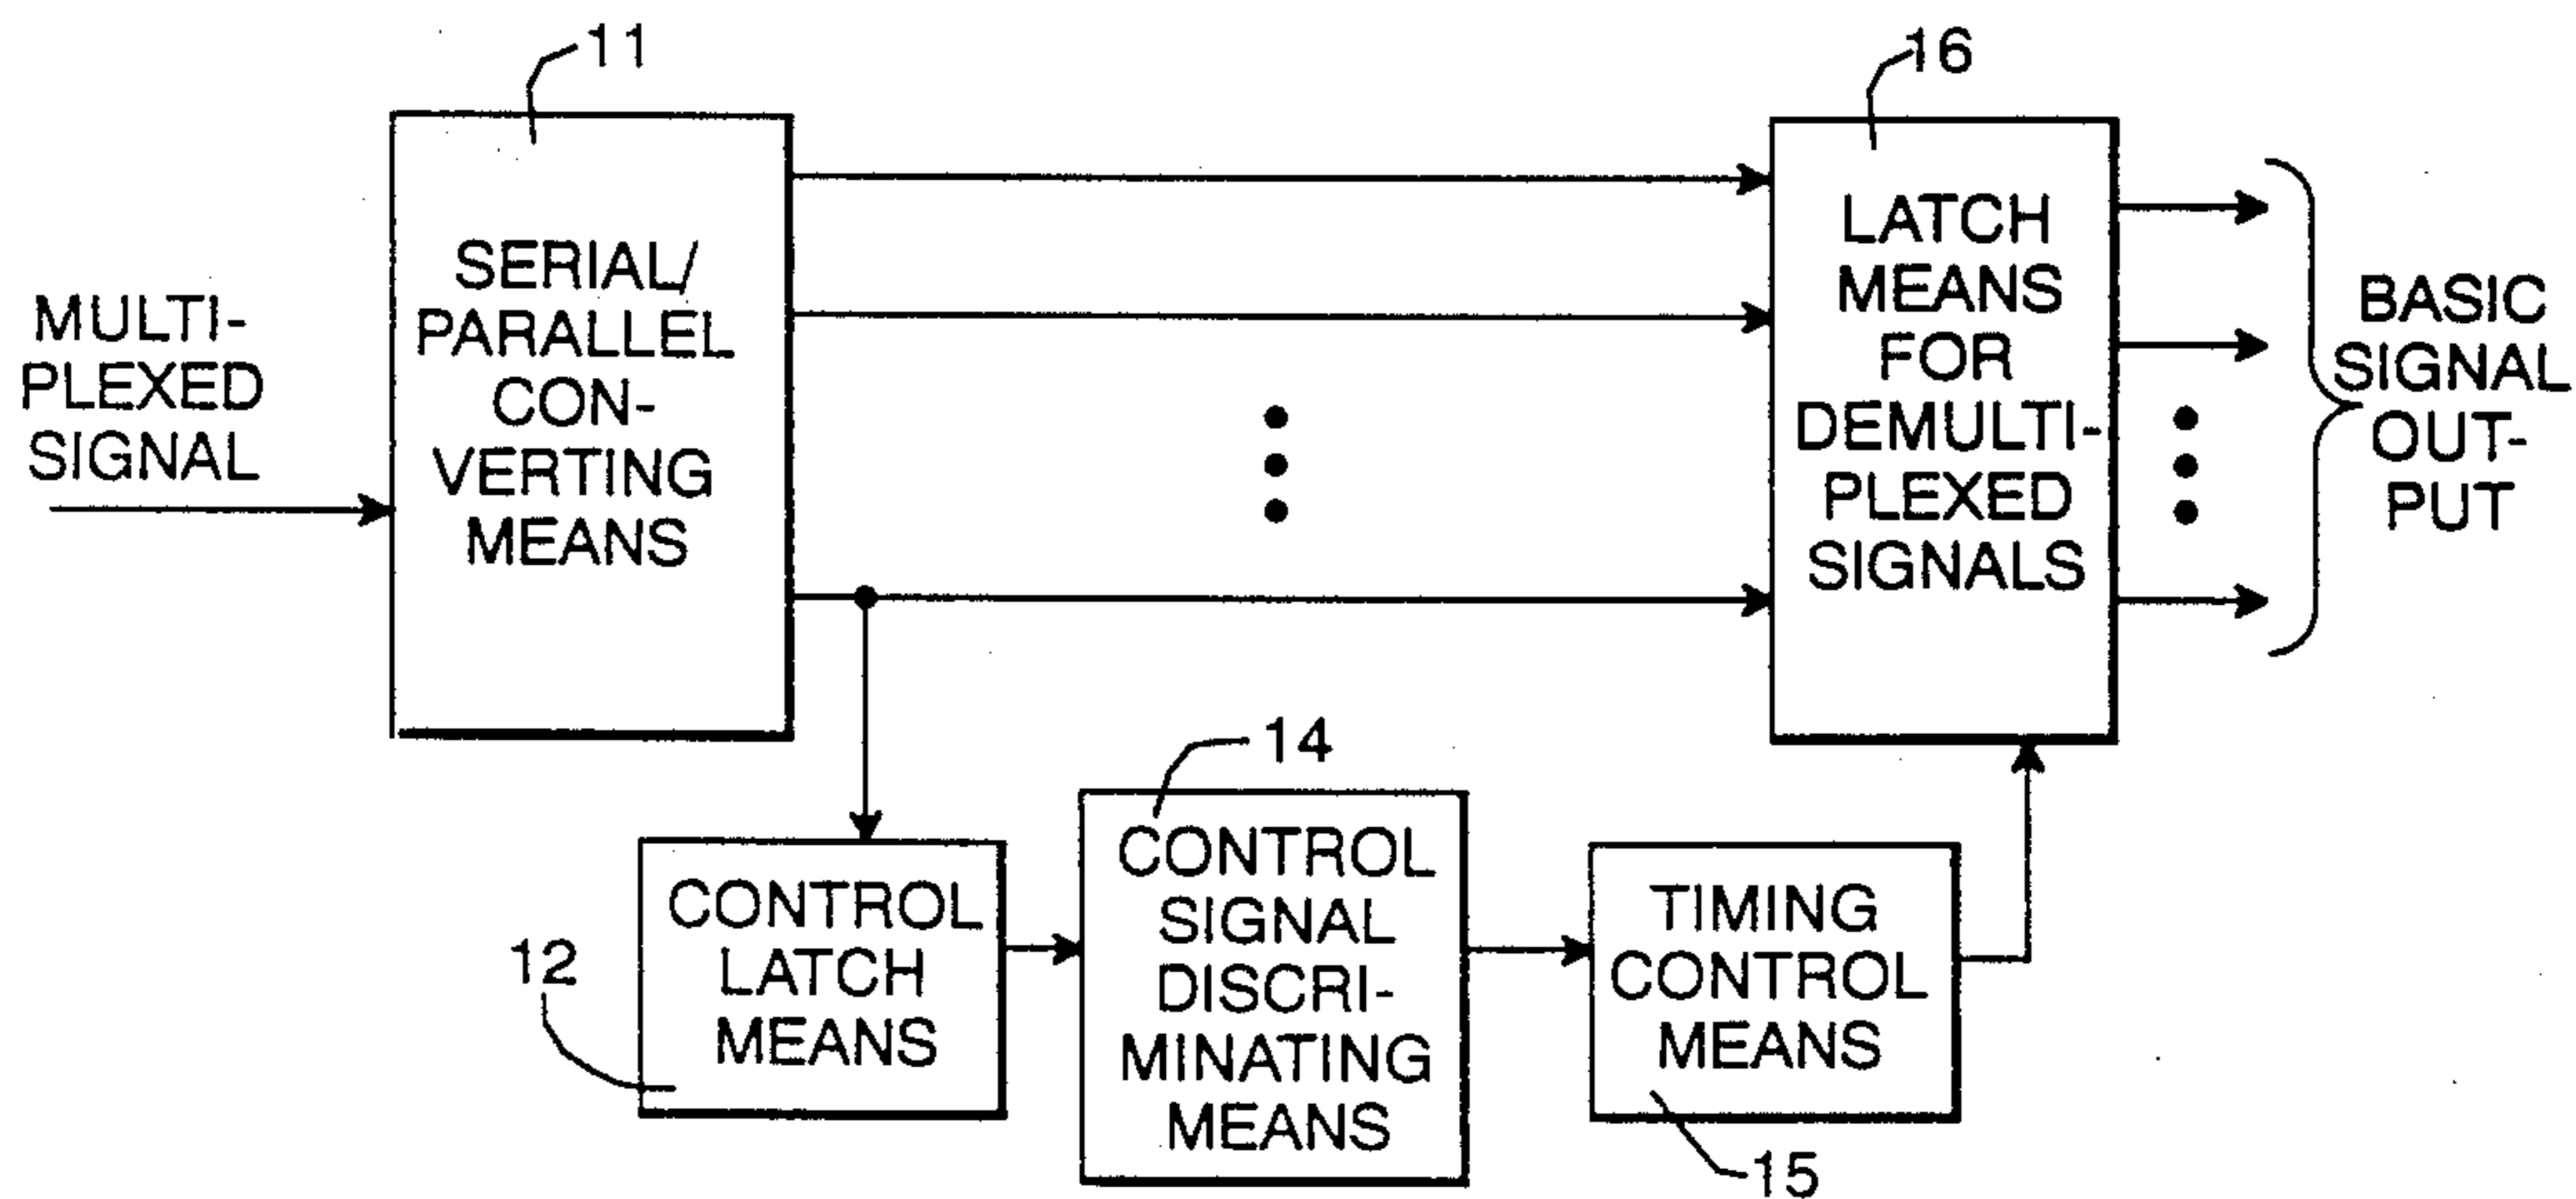 11
16
MULTI-
PLEXED
SIGNAL
SERIAL/
PARALLEL
CON-
VERTING
MEANS
LATCH
MEANS
FOR
DEMULTI-
PLEXED
SIGNALS
BASIC
SIGNAL
OUT-
PUT
12
CONTROL
LATCH
MEANS
14
CONTROL
SIGNAL
DISCRI-
MINATING
MEANS
TIMING
CONTROL
MEANS
15